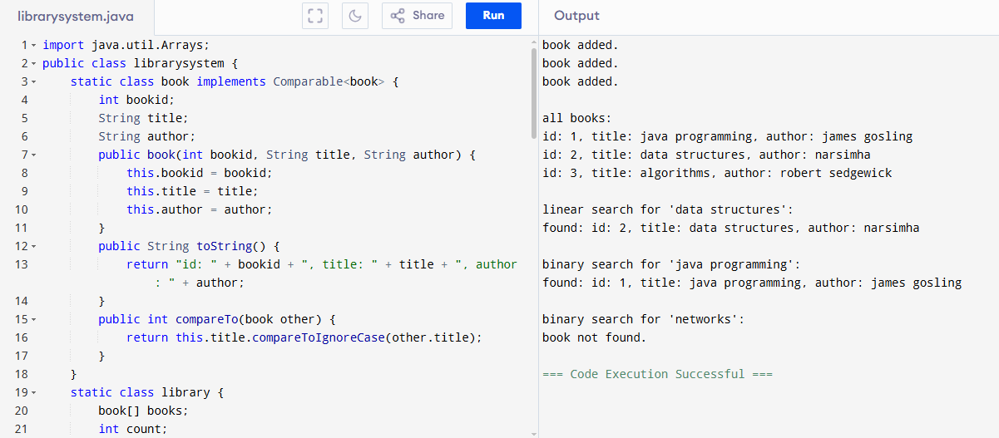 librarysystem.java
Share
Run
Output
1 import java.util.Arrays;
2 public class librarysystem {
3 static class book implements Comparable<book> {
4 int bookid;
5 String title;
6 String author;
7 public book(int bookid, String title, String author) {
8 this.bookid = bookid;
9 this.title = title;
10 this.author = author;
11 }
12 public String toString() {
13 return "id: " + bookid + ", title: " + title + ", author
: " + author;
14 }
15 public int compareTo(book other) {
16 return this.title.compareToIgnoreCase(other.title);
17 }
18 }
19 static class library {
20 book[] books;
21 int count;
book added.
book added.
book added.
all books:
id: 1, title: java programming, author: james gosling
id: 2, title: data structures, author: narsimha
id: 3, title: algorithms, author: robert sedgewick
linear search for 'data structures':
found: id: 2, title: data structures, author: narsimha
binary search for 'java programming':
found: id: 1, title: java programming, author: james gosling
binary search for 'networks':
book not found.
=== Code Execution Successful ===